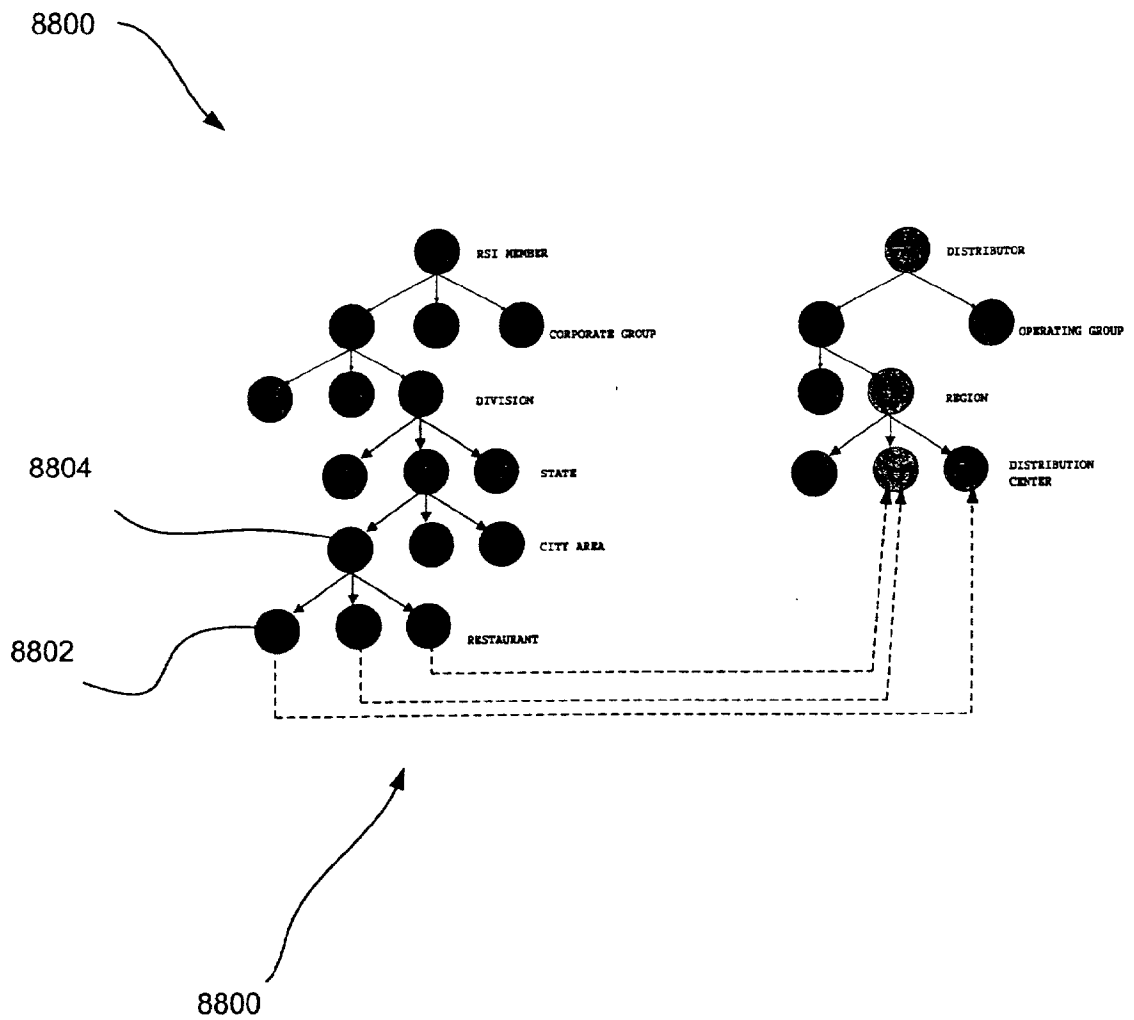 8800
RSI MEMBER
DISTRIBUTOR
CORPORATE GROUP
OPERATING GROUP
DIVISION
REGION
8804
STATE
DISTRIBUTION
CENTER
CITY AREA
8802
RESTAURANT
8800